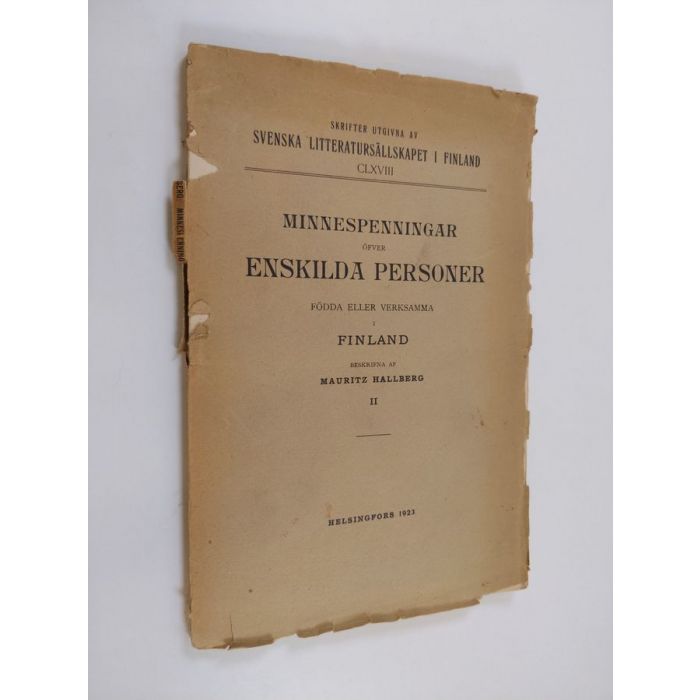 SKRIFTER UTGIVNA AV
SVENSKA LITTERATURSÄLLSKAPET I FINLAND
CLXVIII
MINNESPENNINGAR
ÖFVER
ENSKILDA PERSONER
FÖDDA ELLER VERKSAMMA
I
FINLAND
BESKRIFNA AF
MAURITZ HALLBERG
II
HELSINGFORS 1923
BERG